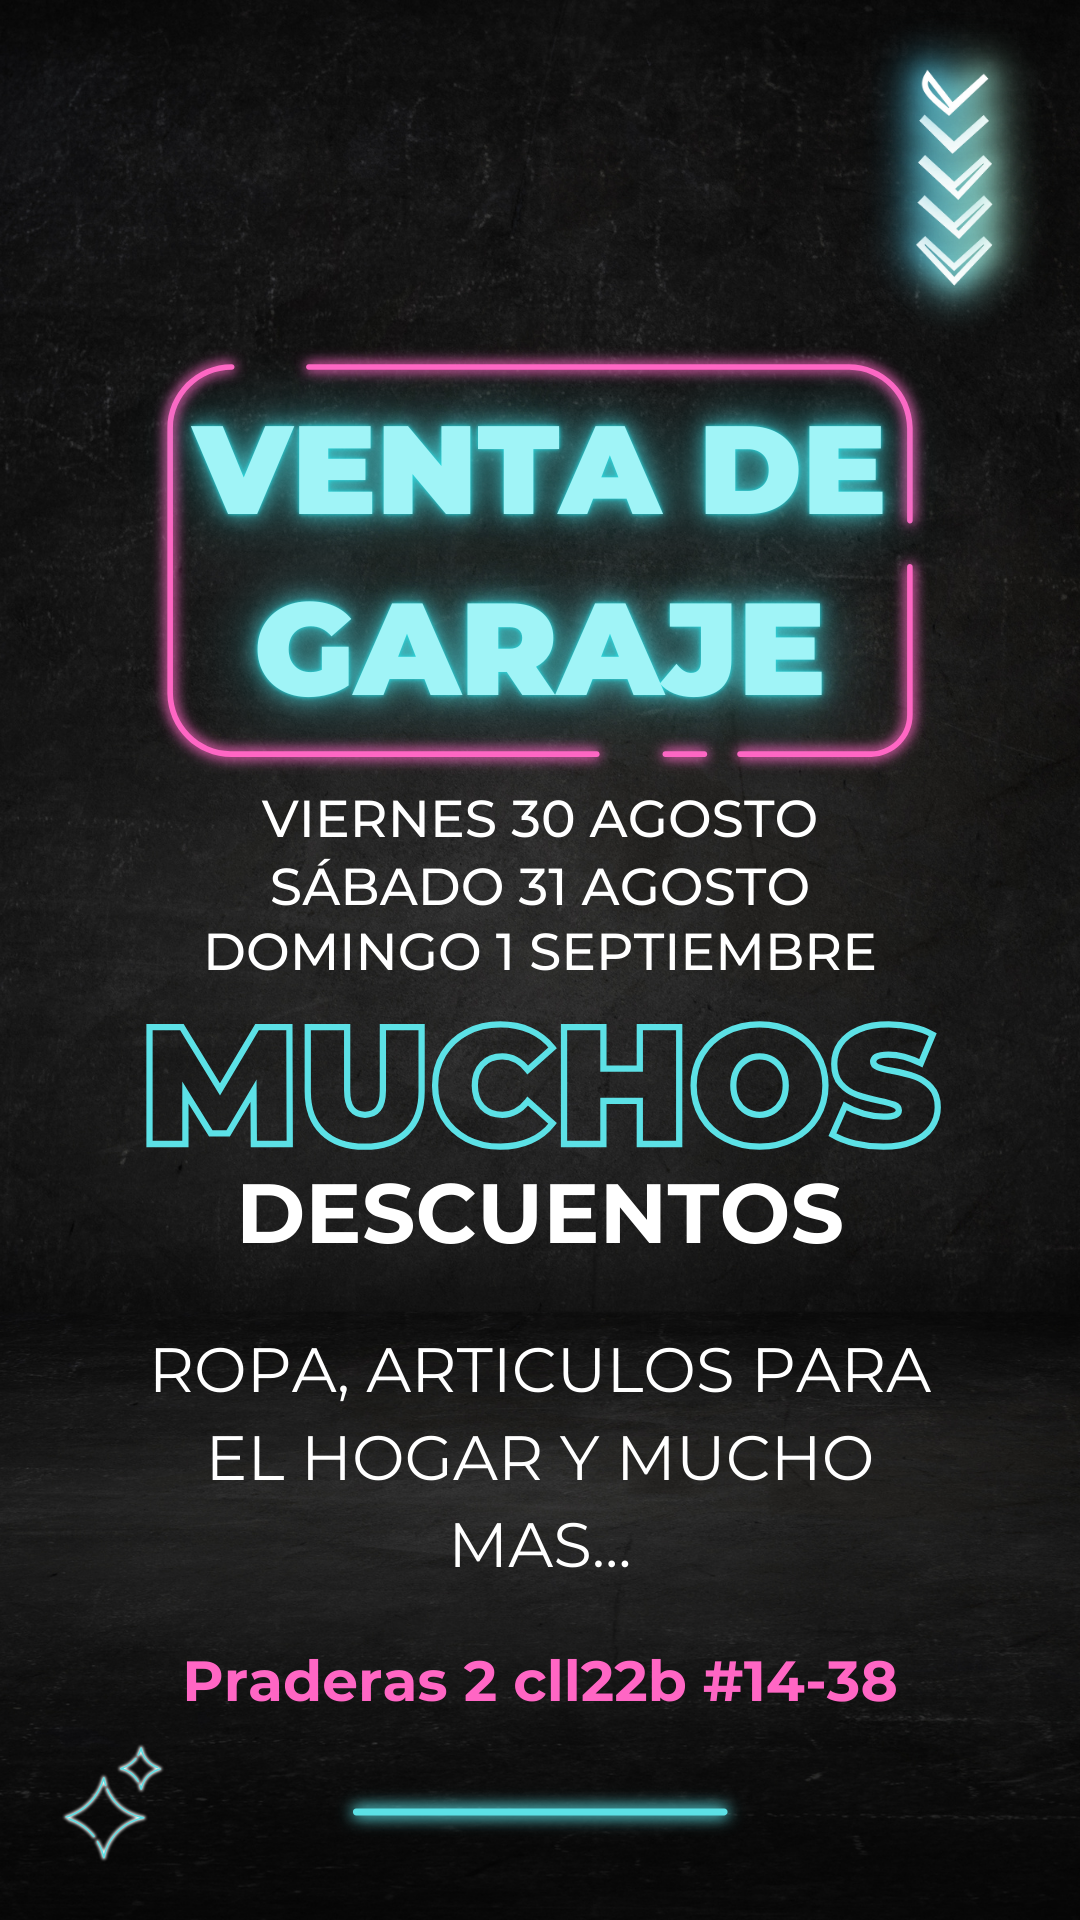 VENTA DE
GARAJE
VIERNES 30 AGOSTO
SÁBADO 31 AGOSTO
DOMINGO 1 SEPTIEMBRE
MUCHOS
DESCUENTOS
ROPA, ARTICULOS PARA
EL HOGAR Y MUCHO
MAS...
Praderas 2 cll22b #14-38